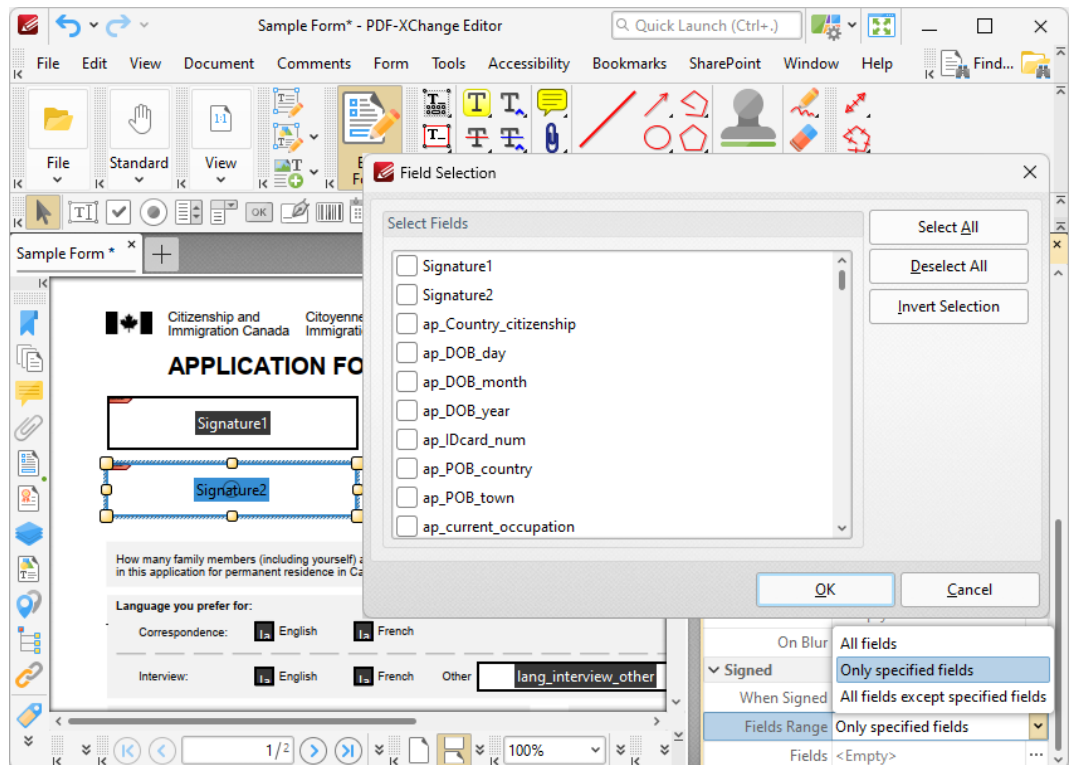 Sample Form* - PDF-XChange Editor
Quick Launch (Ctrl+.)
File Edit View Document Comments Form Tools Accessibility Bookmarks SharePoint Window Help Find...
File Standard View
OK
Sample Form *
Field Selection
Select Fields
Signature1
Signature2
ap_Country_citizenship
ap_DOB_day
ap_DOB_month
ap_DOB_year
ap_IDcard_num
ap_POB_country
ap_POB_town
ap_current_occupation
Select All
Deselect All
Invert Selection
OK Cancel
Citizenship and
Immigration Canada
APPLICATION FO
Signature1
Signature2
How many family members (including yourself)
in this application for permanent residence in Ca
Language you prefer for:
Correspondence: English French
Interview: English French Other lang_interview_other
1/2 100%
On Blur
Signed
When Signed
Fields Range Only specified fields
Fields <Empty> ...
All fields
Only specified fields
All fields except specified fields